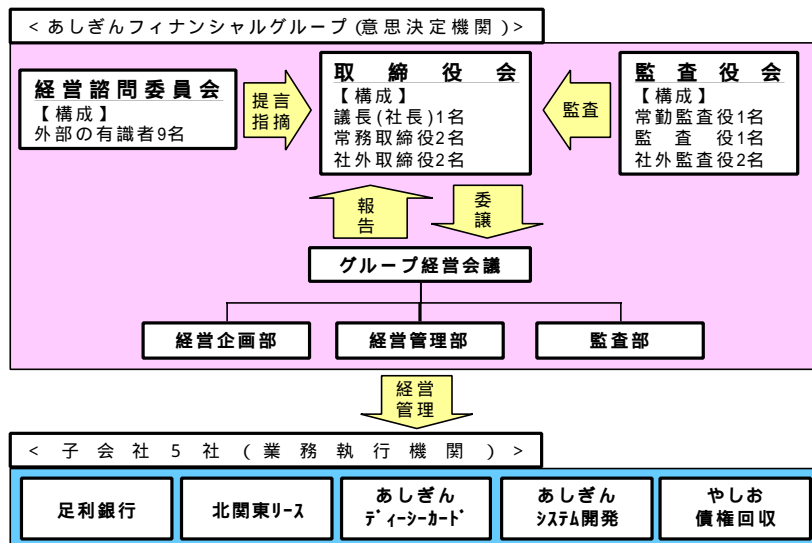 ＜あしぎんフィナンシャルグループ(意思決定機関)＞
経営諮問委員会
【構成】
外部の有識者9名
提言
指摘
取締役会
【構成】
議長(社長)1名
常務取締役2名
社外取締役2名
監査
監査役会
【構成】
常勤監査役1名
監査役1名
社外監査役2名
報告
委譲
グループ経営会議
経営企画部
経営管理部
監査部
経営
管理
＜子会社5社(業務執行機関)＞
足利銀行
北関東ﾘｰｽ
あしぎん
ﾃﾞｨｰｼｰｶｰﾄﾞ
あしぎん
ｼｽﾃﾑ開発
やしお
債権回収